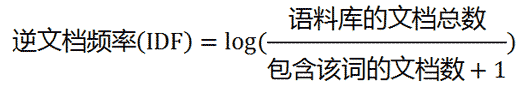 逆文档频率(IDF) = log(语料库的文档总数 / 包含该词的文档数 + 1)